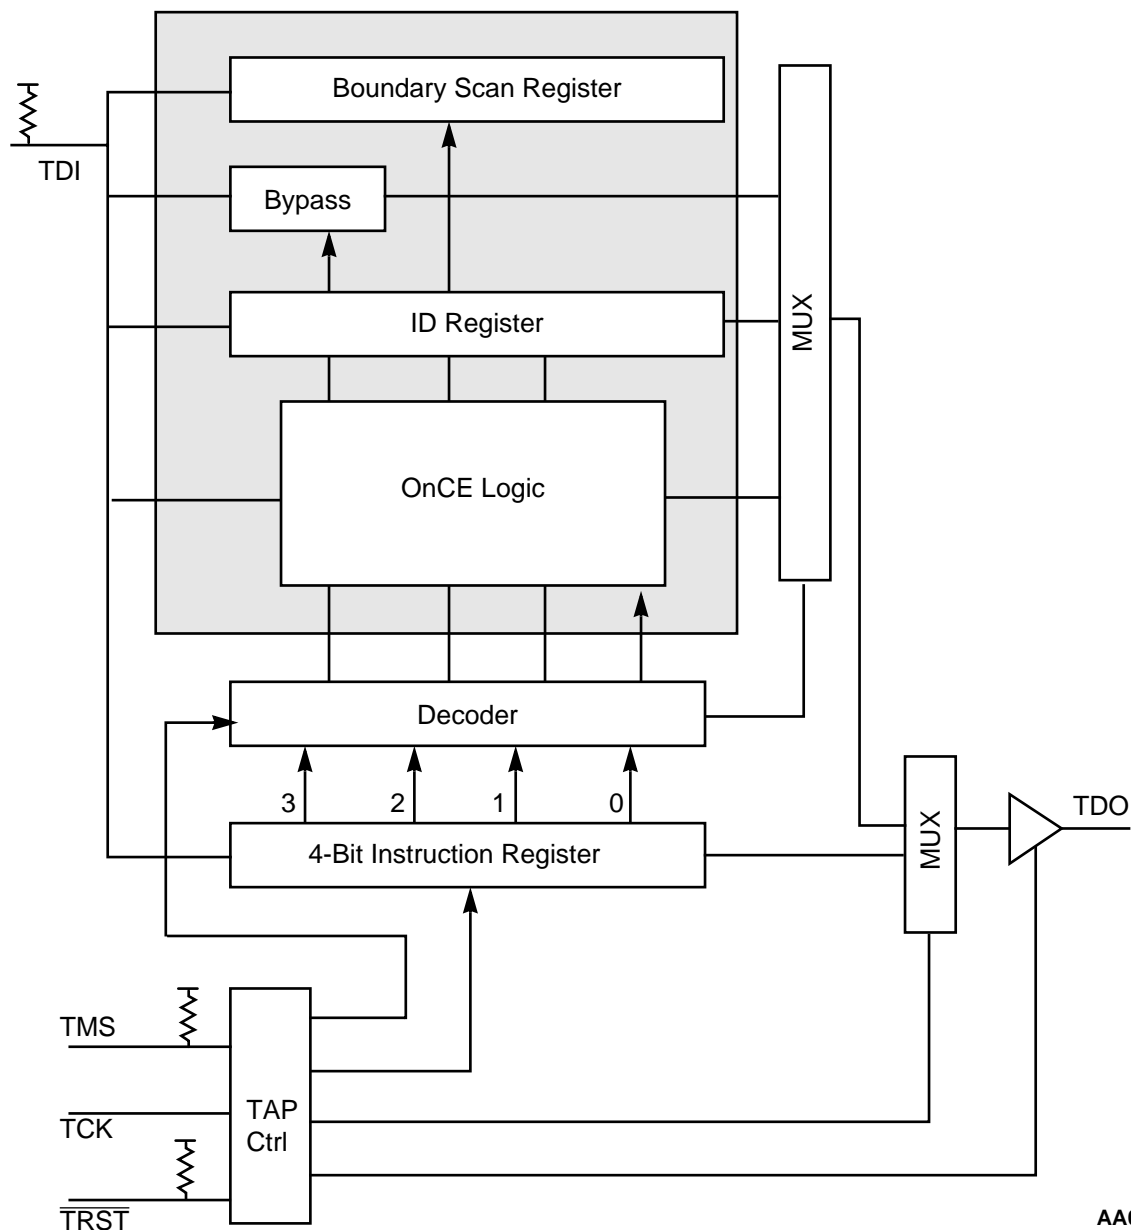 Boundary Scan Register
TDI
Bypass
ID Register
MUX
OnCE Logic
Decoder
3 2 1 0
4-Bit Instruction Register
MUX
TDO
TMS
TCK
TAP
Ctrl
TRST